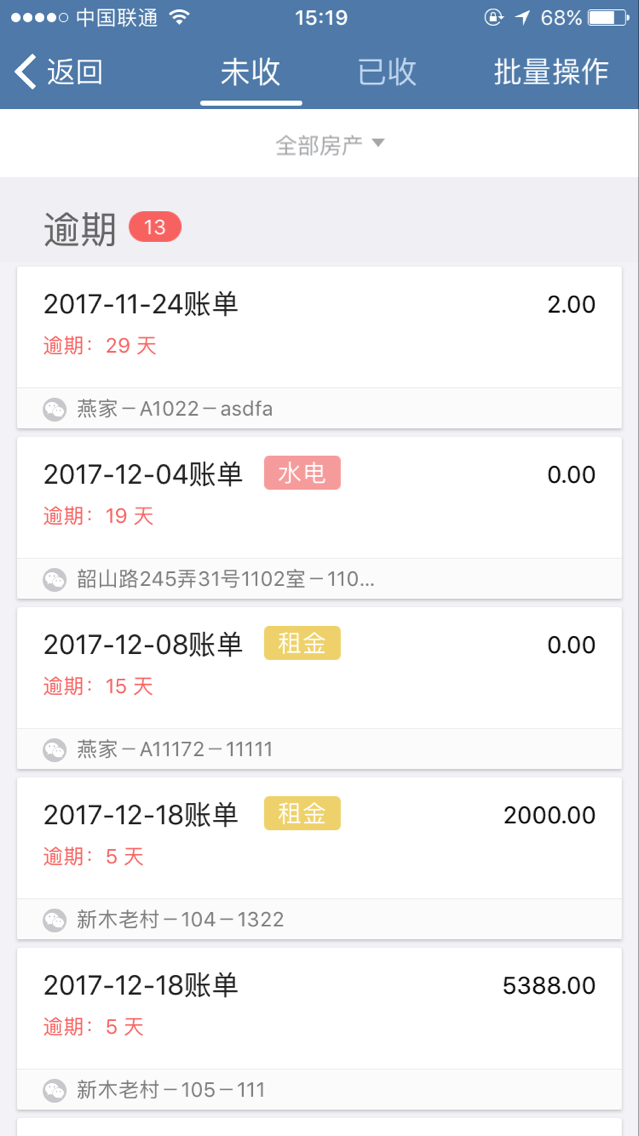 中国联通 15:19 68%
返回 未收 已收 批量操作
全部房产
逾期 13
2017-11-24账单 2.00
逾期：29 天
燕家－A1022－asdfa
2017-12-04账单 水电 0.00
逾期：19 天
韶山路245弄31号1102室－110...
2017-12-08账单 租金 0.00
逾期：15 天
燕家－A11172－11111
2017-12-18账单 租金 2000.00
逾期：5 天
新木老村－104－1322
2017-12-18账单 5388.00
逾期：5 天
新木老村－105－111